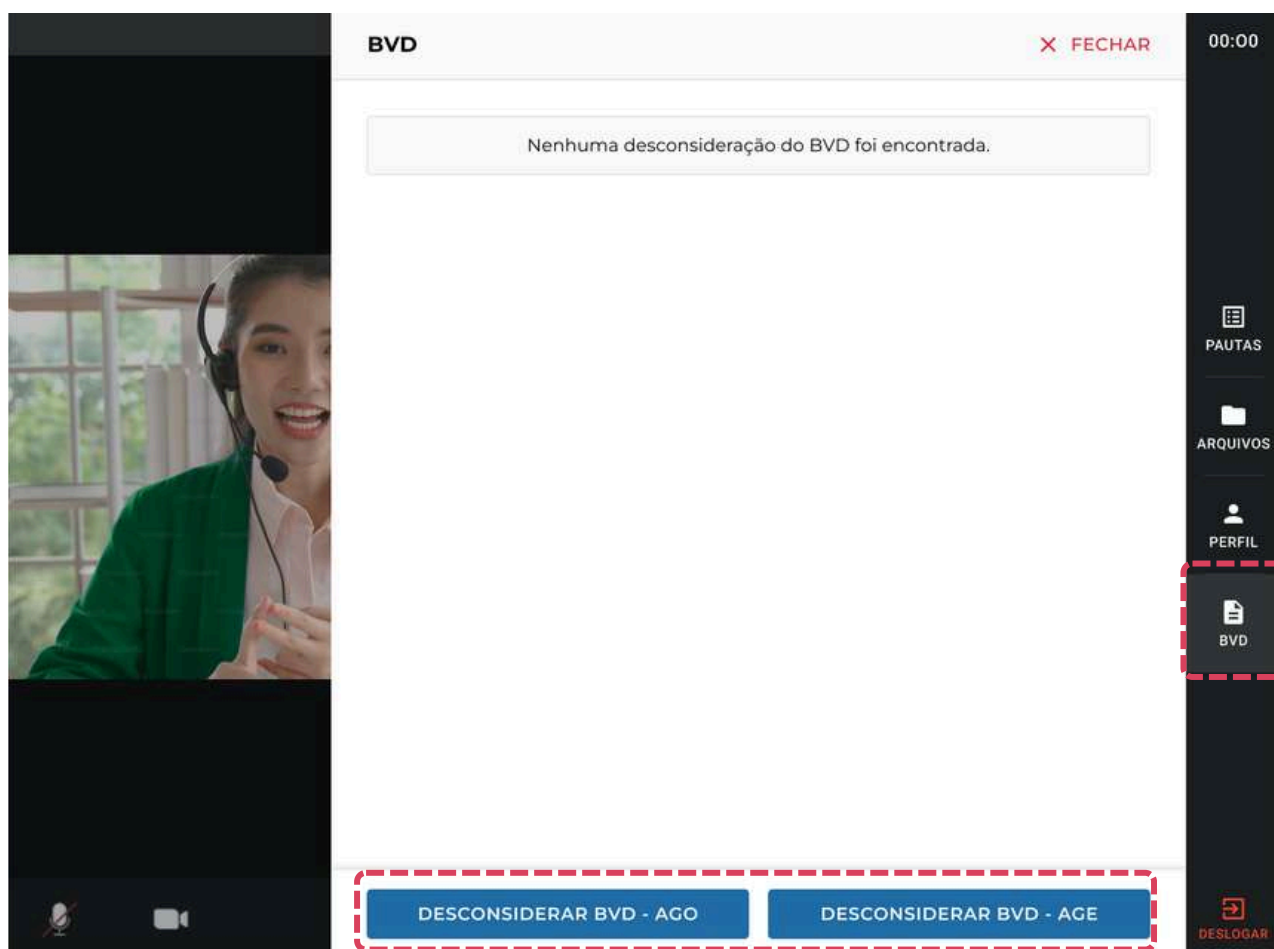 BVD
FECHAR
00:00
Nenhuma desconsideração do BVD foi encontrada.
PAUTAS
ARQUIVOS
PERFIL
BVD
DESCONSIDERAR BVD - AGO
DESCONSIDERAR BVD - AGE
DESLOGAR